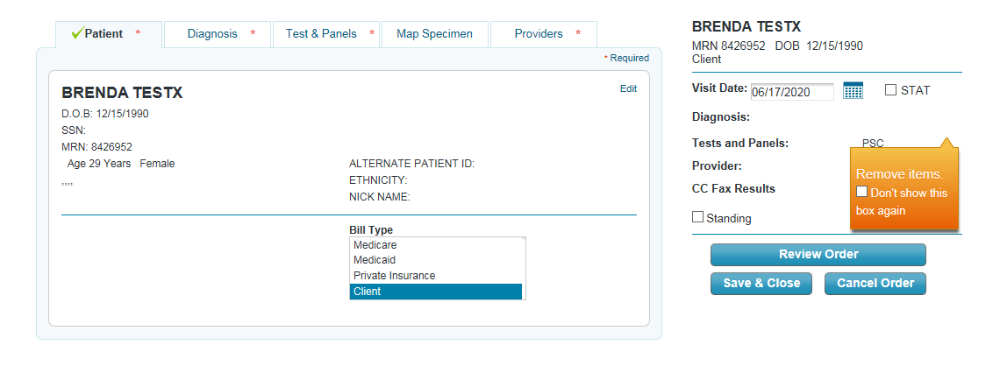 Patient *
Diagnosis *
Test & Panels *
Map Specimen
Providers *
* Required
BRENDA TESTX
Edit
D.O.B: 12/15/1990
SSN:
MRN: 8426952
Age 29 Years Female
,,,,
ALTERNATE PATIENT ID:
ETHNICITY:
NICK NAME:
Bill Type
Medicare
Medicaid
Private Insurance
Client
BRENDA TESTX
MRN 8426952 DOB 12/15/1990
Client
Visit Date: 06/17/2020 STAT
Diagnosis:
Tests and Panels: PSC
Provider:
CC Fax Results
Standing
Remove items.
Don't show this
box again
Review Order
Save & Close
Cancel Order